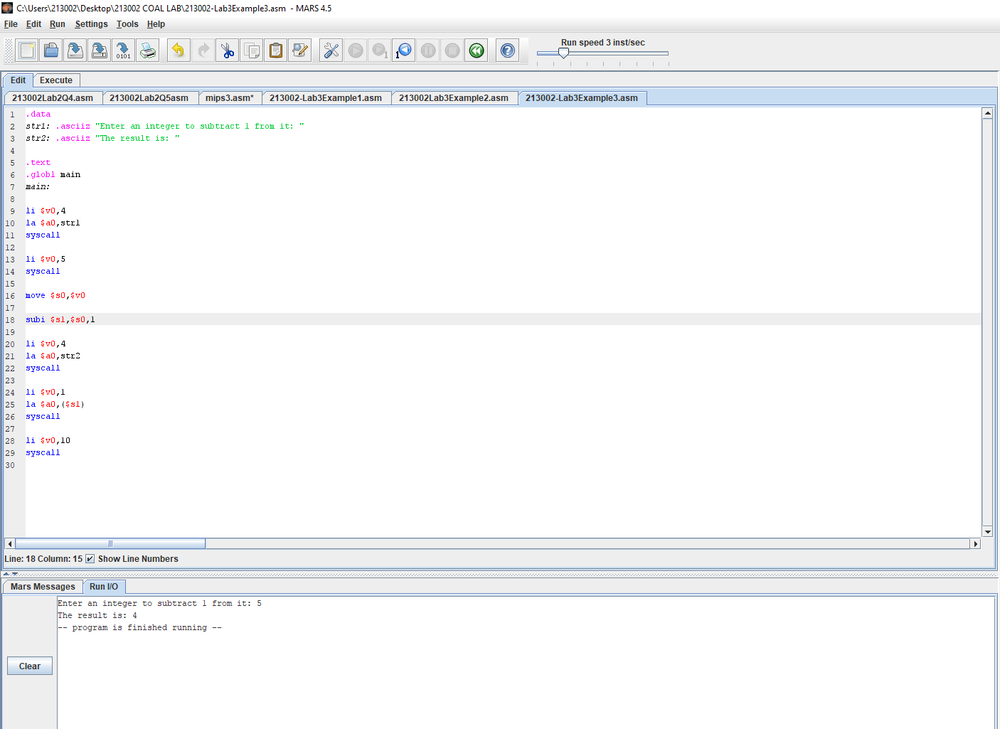 C:\Users\213002\Desktop\213002 COAL LAB\213002-Lab3Example3.asm - MARS 4.5
File Edit Run Settings Tools Help
0101
1
1
Run speed 3 inst/sec
Edit Execute
213002Lab2Q4.asm 213002Lab2Q5asm mips3.asm* 213002-Lab3Example1.asm 213002Lab3Example2.asm 213002-Lab3Example3.asm
1 .data
2 str1: .asciiz "Enter an integer to subtract 1 from it: "
3 str2: .asciiz "The result is: "
4
5 .text
6 .globl main
7 main:
8
9 li $v0,4
10 la $a0,str1
11 syscall
12
13 li $v0,5
14 syscall
15
16 move $s0,$v0
17
18 subi $s1,$s0,1
19
20 li $v0,4
21 la $a0,str2
22 syscall
23
24 li $v0,1
25 la $a0,($s1)
26 syscall
27
28 li $v0,10
29 syscall
30
Line: 18 Column: 15 Show Line Numbers
Mars Messages Run I/O
Enter an integer to subtract 1 from it: 5
The result is: 4
-- program is finished running --
Clear